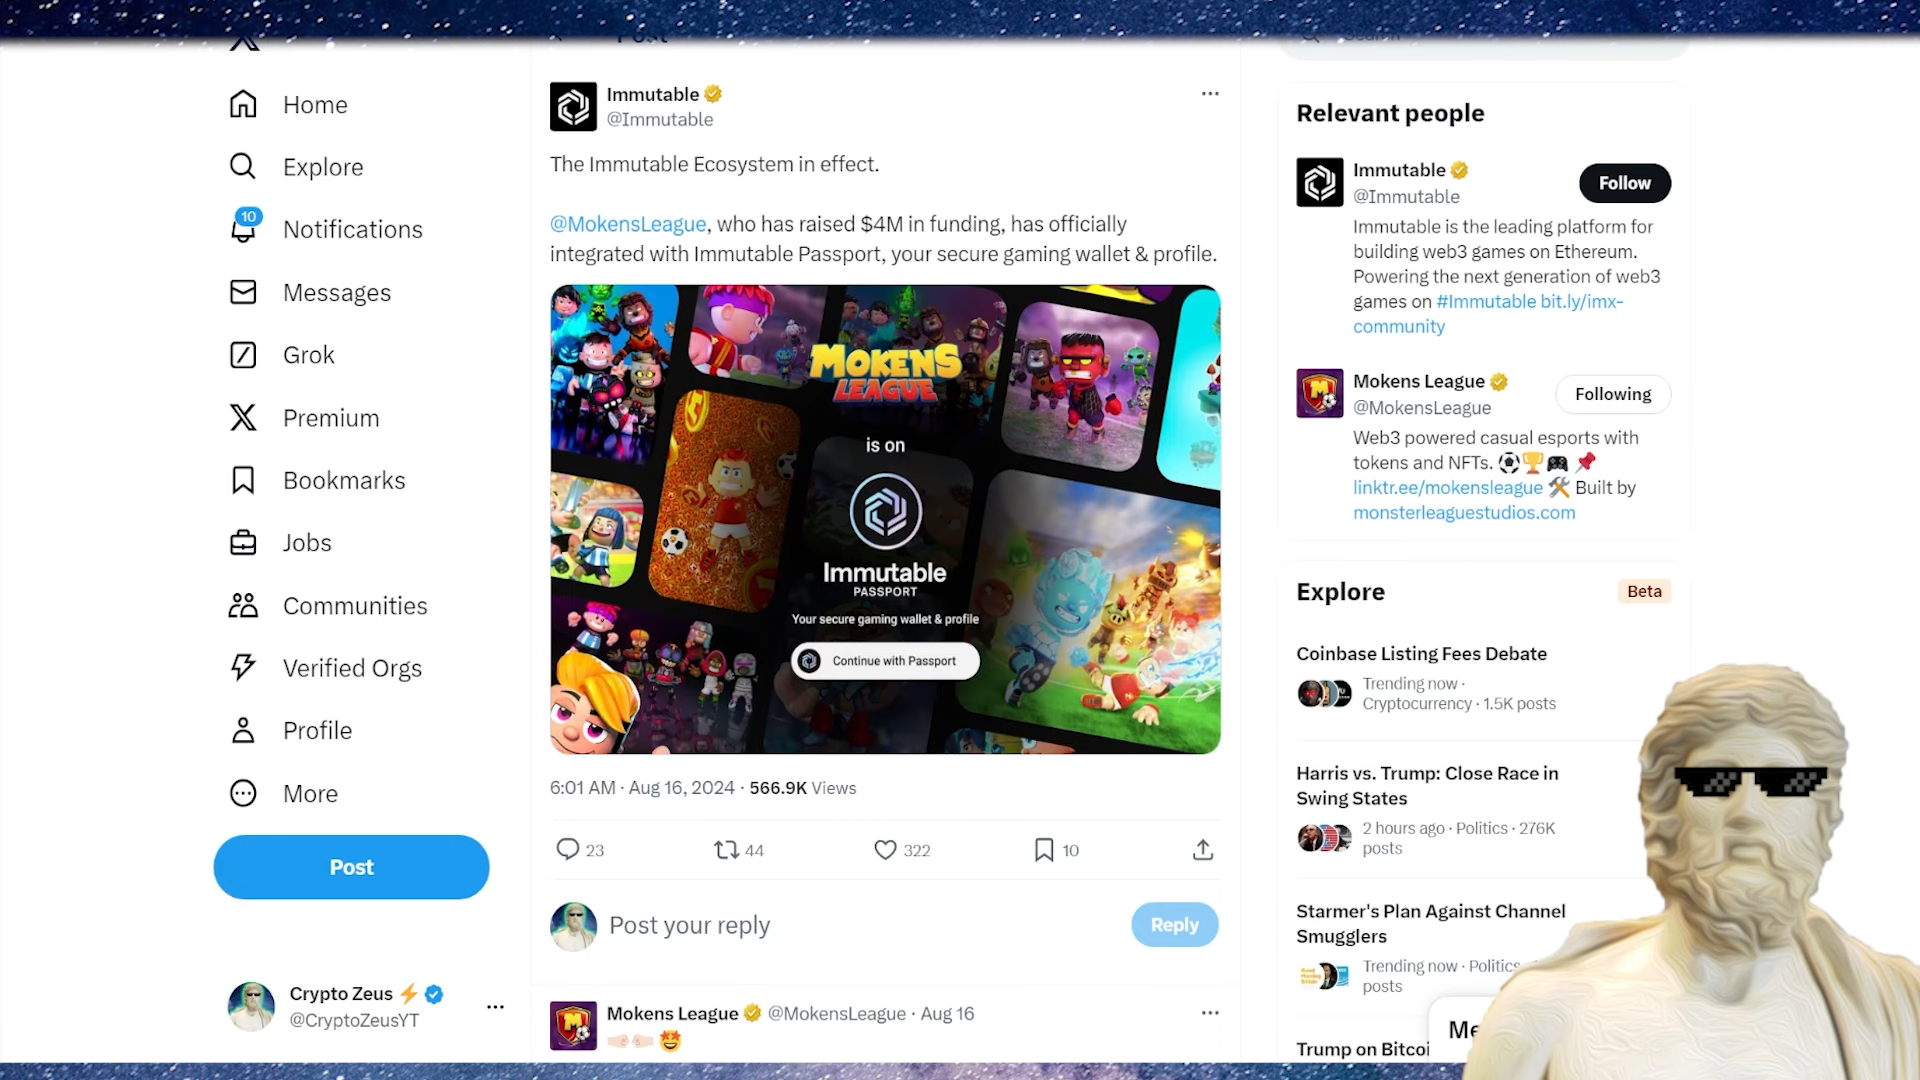 Post
Search
Home
Explore
10
Notifications
Messages
Grok
Premium
Bookmarks
Jobs
Communities
Verified Orgs
Profile
More
Post
Crypto Zeus
@CryptoZeusYT
Immutable
@Immutable
The Immutable Ecosystem in effect.
@MokensLeague, who has raised $4M in funding, has officially
integrated with Immutable Passport, your secure gaming wallet & profile.
MOKENS
LEAGUE
is on
Immutable
PASSPORT
Your secure gaming wallet & profile
Continue with Passport
6:01 AM · Aug 16, 2024 · 566.9K Views
23
44
322
10
Post your reply
Reply
Mokens League @MokensLeague · Aug 16
Relevant people
Immutable
@Immutable
Follow
Immutable is the leading platform for
building web3 games on Ethereum.
Powering the next generation of web3
games on #Immutable bit.ly/imx-
community
Mokens League
@MokensLeague
Following
Web3 powered casual esports with
tokens and NFTs. ⚽🏆🎮 📌
linktr.ee/mokensleague 🛠️ Built by
monsterleaguestudios.com
Explore
Beta
Coinbase Listing Fees Debate
Trending now ·
Cryptocurrency · 1.5K posts
Harris vs. Trump: Close Race in
Swing States
2 hours ago · Politics · 276K
posts
Starmer's Plan Against Channel
Smugglers
Trending now · Politics
posts
Trump on Bitcoi
Me